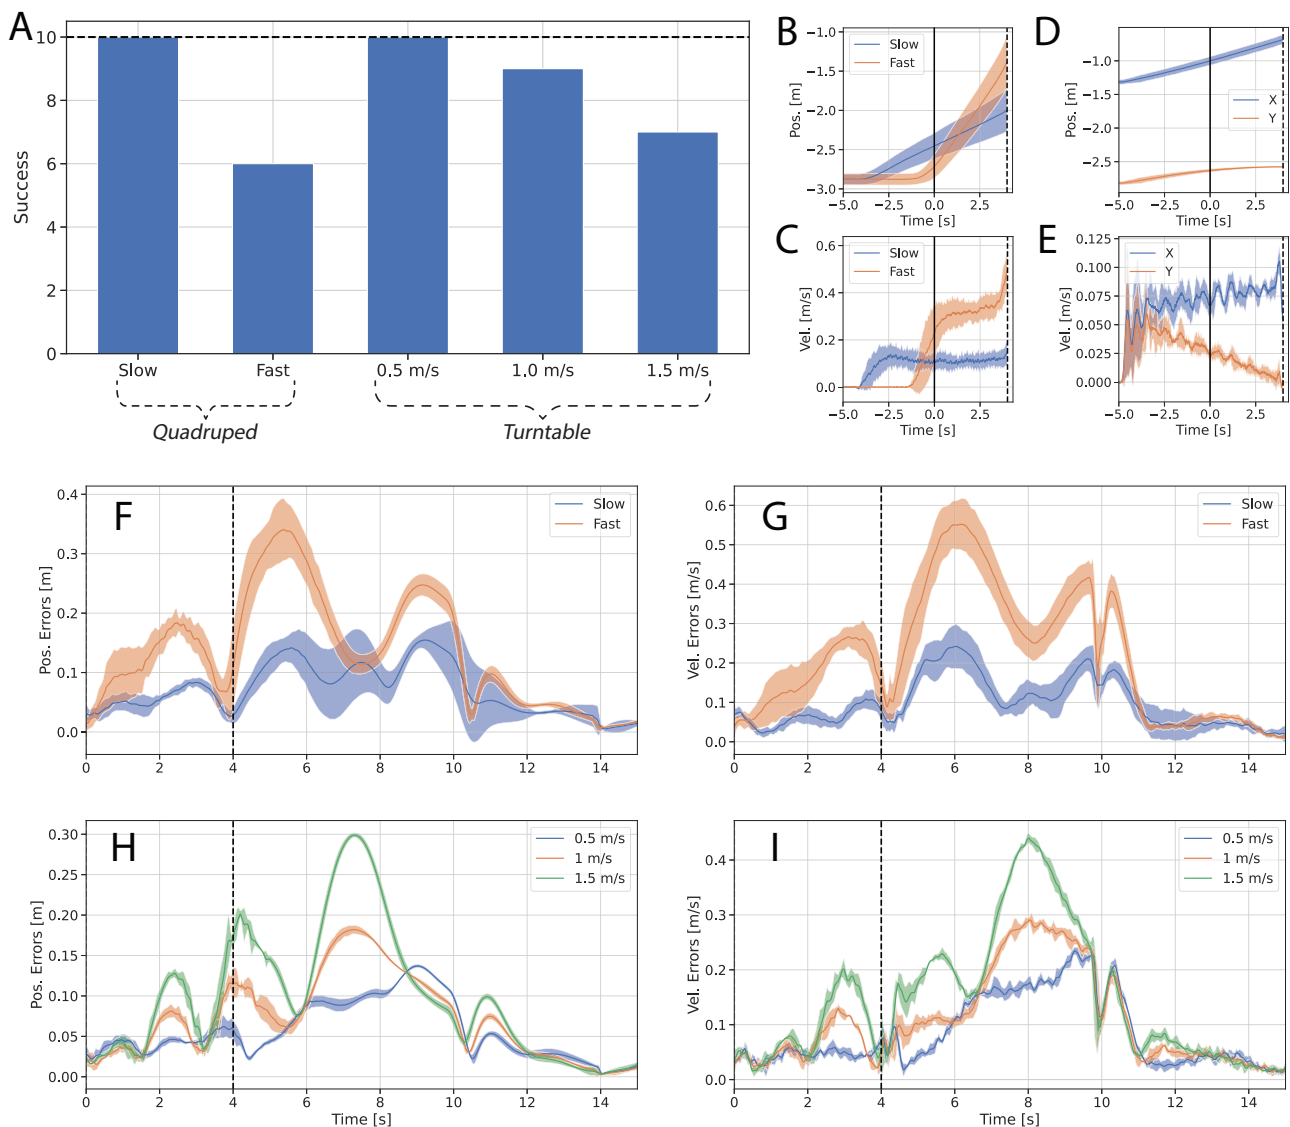 A
10
8
6
4
2
0
Success
Slow
Fast
0.5 m/s
1.0 m/s
1.5 m/s
Quadruped
Turntable
B
−1.0
−1.5
−2.0
−2.5
−3.0
Pos. [m]
Slow
Fast
−5.0
−2.5
0.0
2.5
Time [s]
D
−1.0
−1.5
−2.0
−2.5
Pos. [m]
X
Y
−5.0
−2.5
0.0
2.5
Time [s]
C
0.6
0.4
0.2
0.0
Vel. [m/s]
Slow
Fast
−5.0
−2.5
0.0
2.5
Time [s]
E
0.125
0.100
0.075
0.050
0.025
0.000
Vel. [m/s]
X
Y
−5.0
−2.5
0.0
2.5
Time [s]
F
0.4
0.3
0.2
0.1
0.0
Pos. Errors [m]
Slow
Fast
0
2
4
6
8
10
12
14
G
0.6
0.5
0.4
0.3
0.2
0.1
0.0
Vel. Errors [m/s]
Slow
Fast
0
2
4
6
8
10
12
14
H
0.30
0.25
0.20
0.15
0.10
0.05
0.00
Pos. Errors [m]
0.5 m/s
1 m/s
1.5 m/s
0
2
4
6
8
10
12
14
Time [s]
I
0.4
0.3
0.2
0.1
0.0
Vel. Errors [m/s]
0.5 m/s
1 m/s
1.5 m/s
0
2
4
6
8
10
12
14
Time [s]